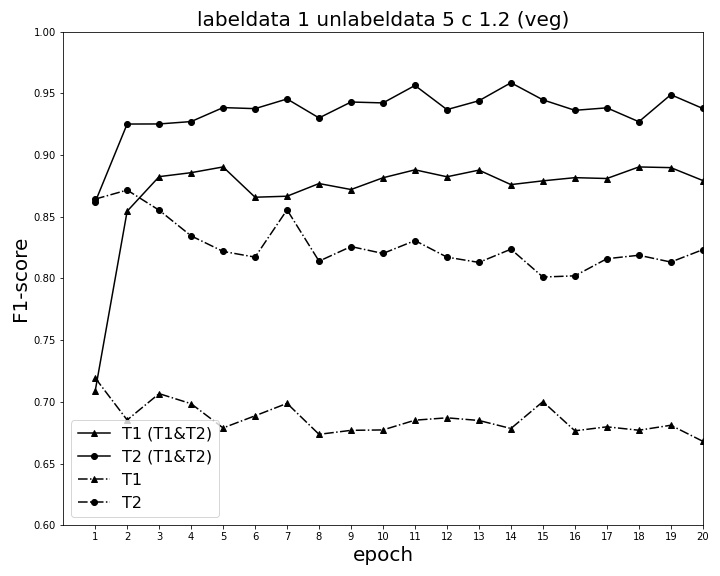 labeldata 1 unlabeldata 5 c 1.2 (veg)
1.00
0.95
0.90
0.85
0.80
0.75
0.70
0.65
0.60
F1-score
T1 (T1&T2)
T2 (T1&T2)
T1
T2
1 2 3 4 5 6 7 8 9 10 11 12 13 14 15 16 17 18 19 20
epoch